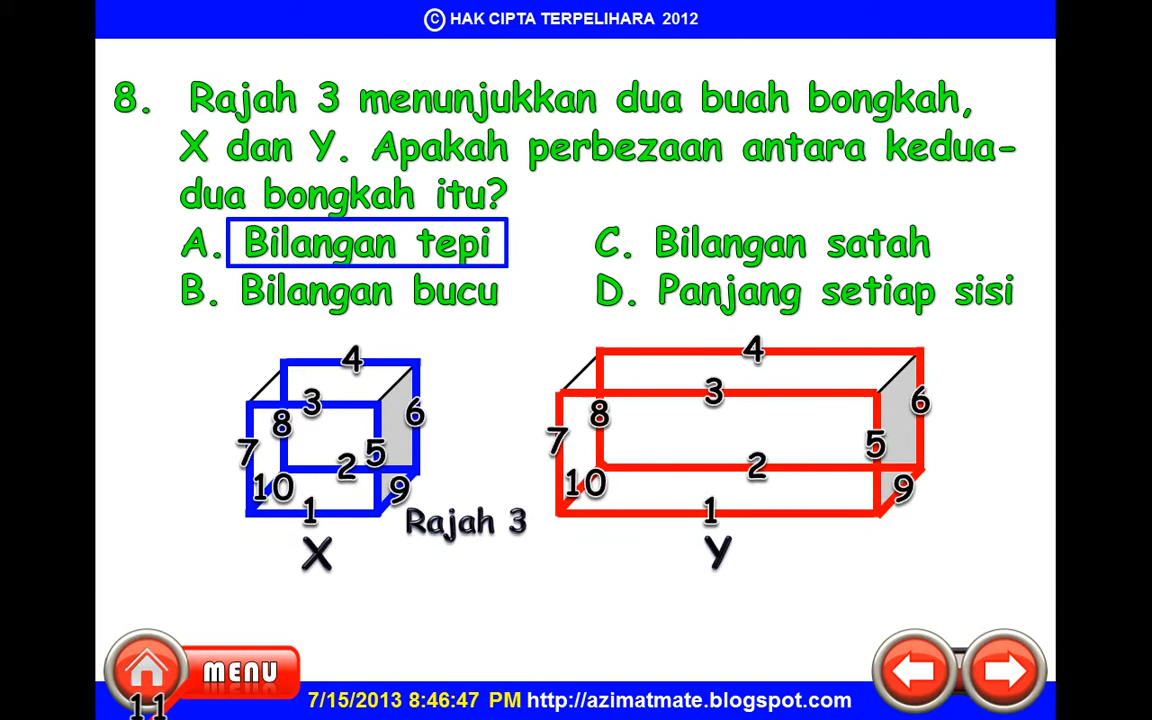 © HAK CIPTA TERPELIHARA 2012
8. Rajah 3 menunjukkan dua buah bongkah,
X dan Y. Apakah perbezaan antara kedua-
dua bongkah itu?
A. Bilangan tepi C. Bilangan satah
B. Bilangan bucu D. Panjang setiap sisi
4 4
3 3
8 6 8 6
7 5 7 5
2 2
10 9 10 9
1 1
Rajah 3
X Y
MENU
11
7/15/2013 8:46:47 PM http://azimatmate.blogspot.com